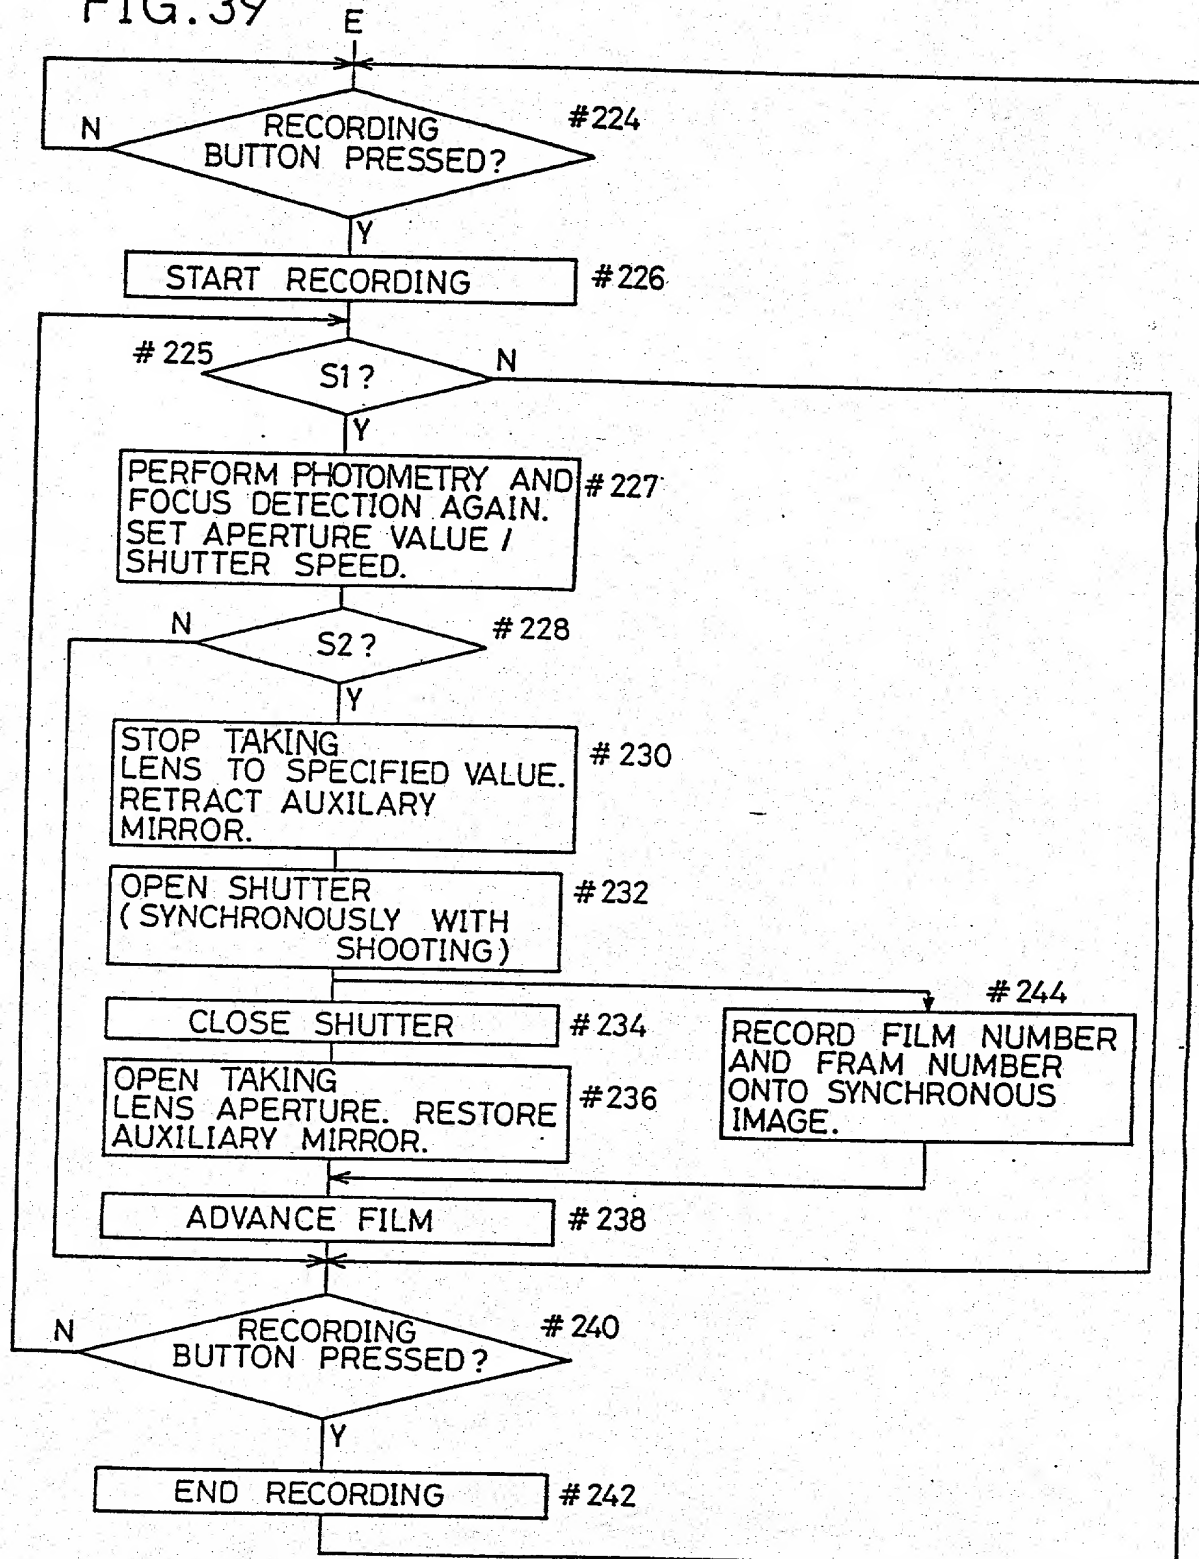 FIG.39
E
N
RECORDING
BUTTON PRESSED?
#224
Y
START RECORDING
#226
#225
S1?
N
Y
PERFORM PHOTOMETRY AND
FOCUS DETECTION AGAIN.
SET APERTURE VALUE /
SHUTTER SPEED.
#227
N
S2?
#228
Y
STOP TAKING
LENS TO SPECIFIED VALUE.
RETRACT AUXILARY
MIRROR.
#230
OPEN SHUTTER
(SYNCHRONOUSLY WITH
SHOOTING)
#232
CLOSE SHUTTER
#234
#244
RECORD FILM NUMBER
AND FRAM NUMBER
ONTO SYNCHRONOUS
IMAGE.
OPEN TAKING
LENS APERTURE. RESTORE
AUXILIARY MIRROR.
#236
ADVANCE FILM
#238
N
RECORDING
BUTTON PRESSED?
#240
Y
END RECORDING
#242